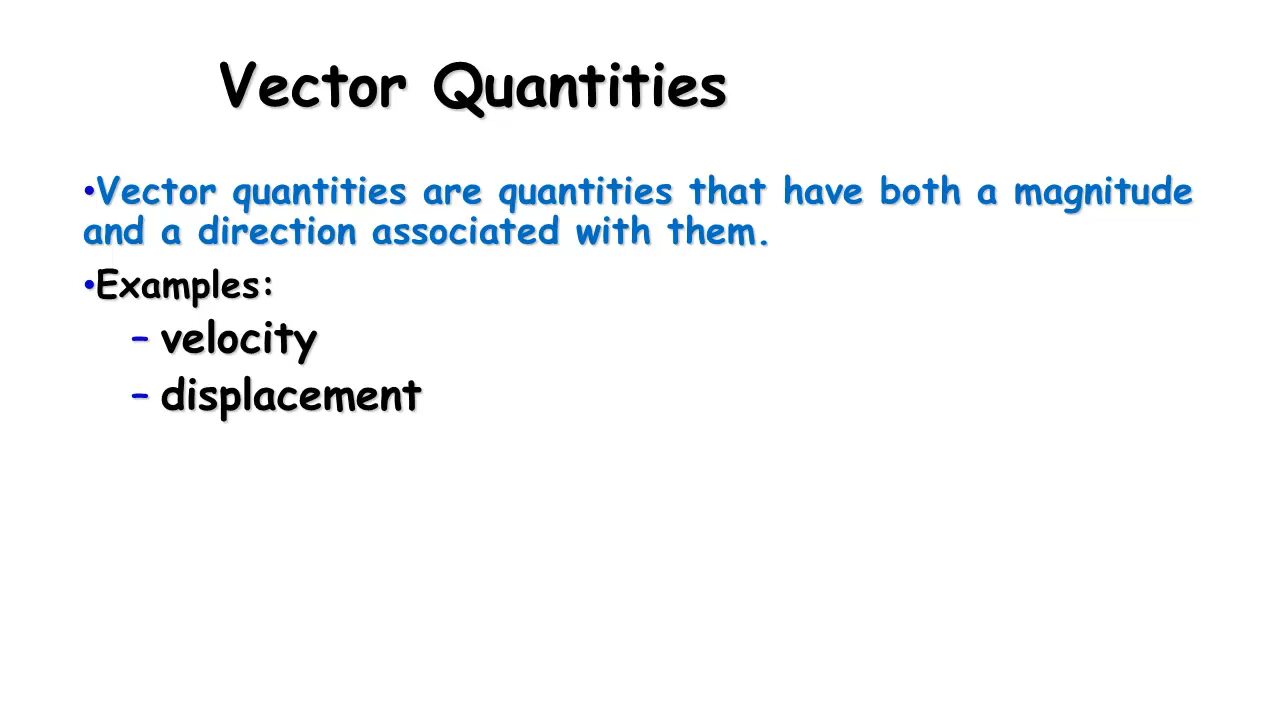 Vector Quantities
•Vector quantities are quantities that have both a magnitude
and a direction associated with them.
•Examples:
– velocity
– displacement